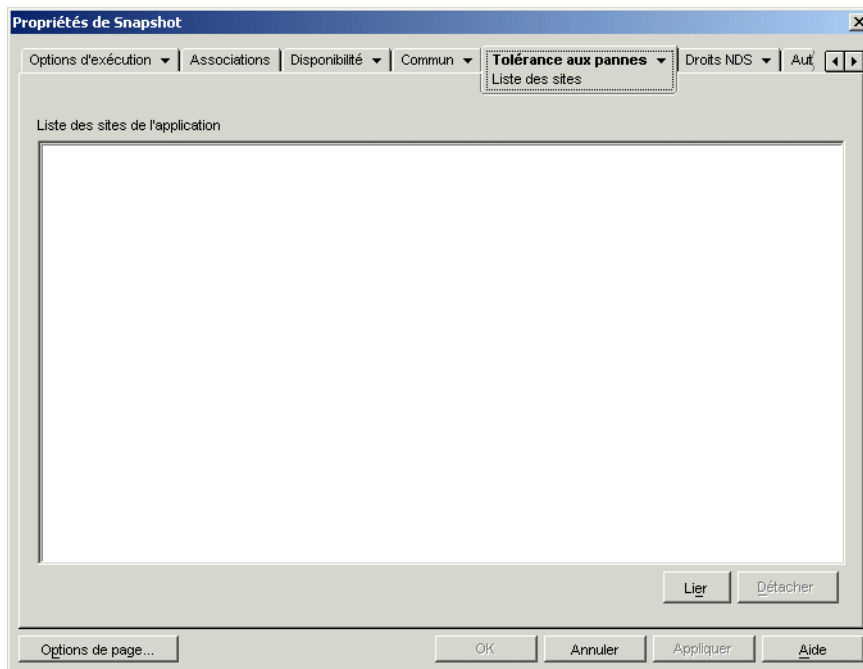 Propriétés de Snapshot
Options d'exécution Associations Disponibilité Commun Tolérance aux pannes Droits NDS Aut
Liste des sites
Liste des sites de l'application
Lier Détacher
Options de page... OK Annuler Appliquer Aide